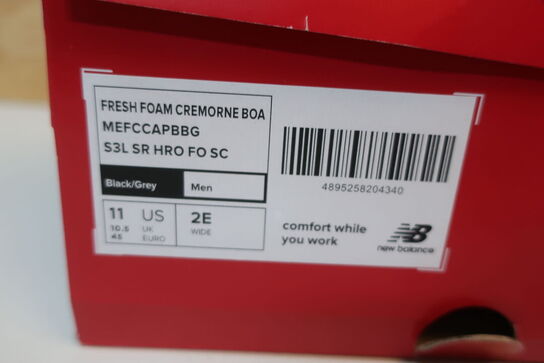 FRESH FOAM CREMORNE BOA
MEFCCAPBBG
S3L SR HRO FO SC
Black/Grey Men
11 US
10.5 UK
45 EURO
2E
WIDE
4895258204340
comfort while
you work
NB
new balance